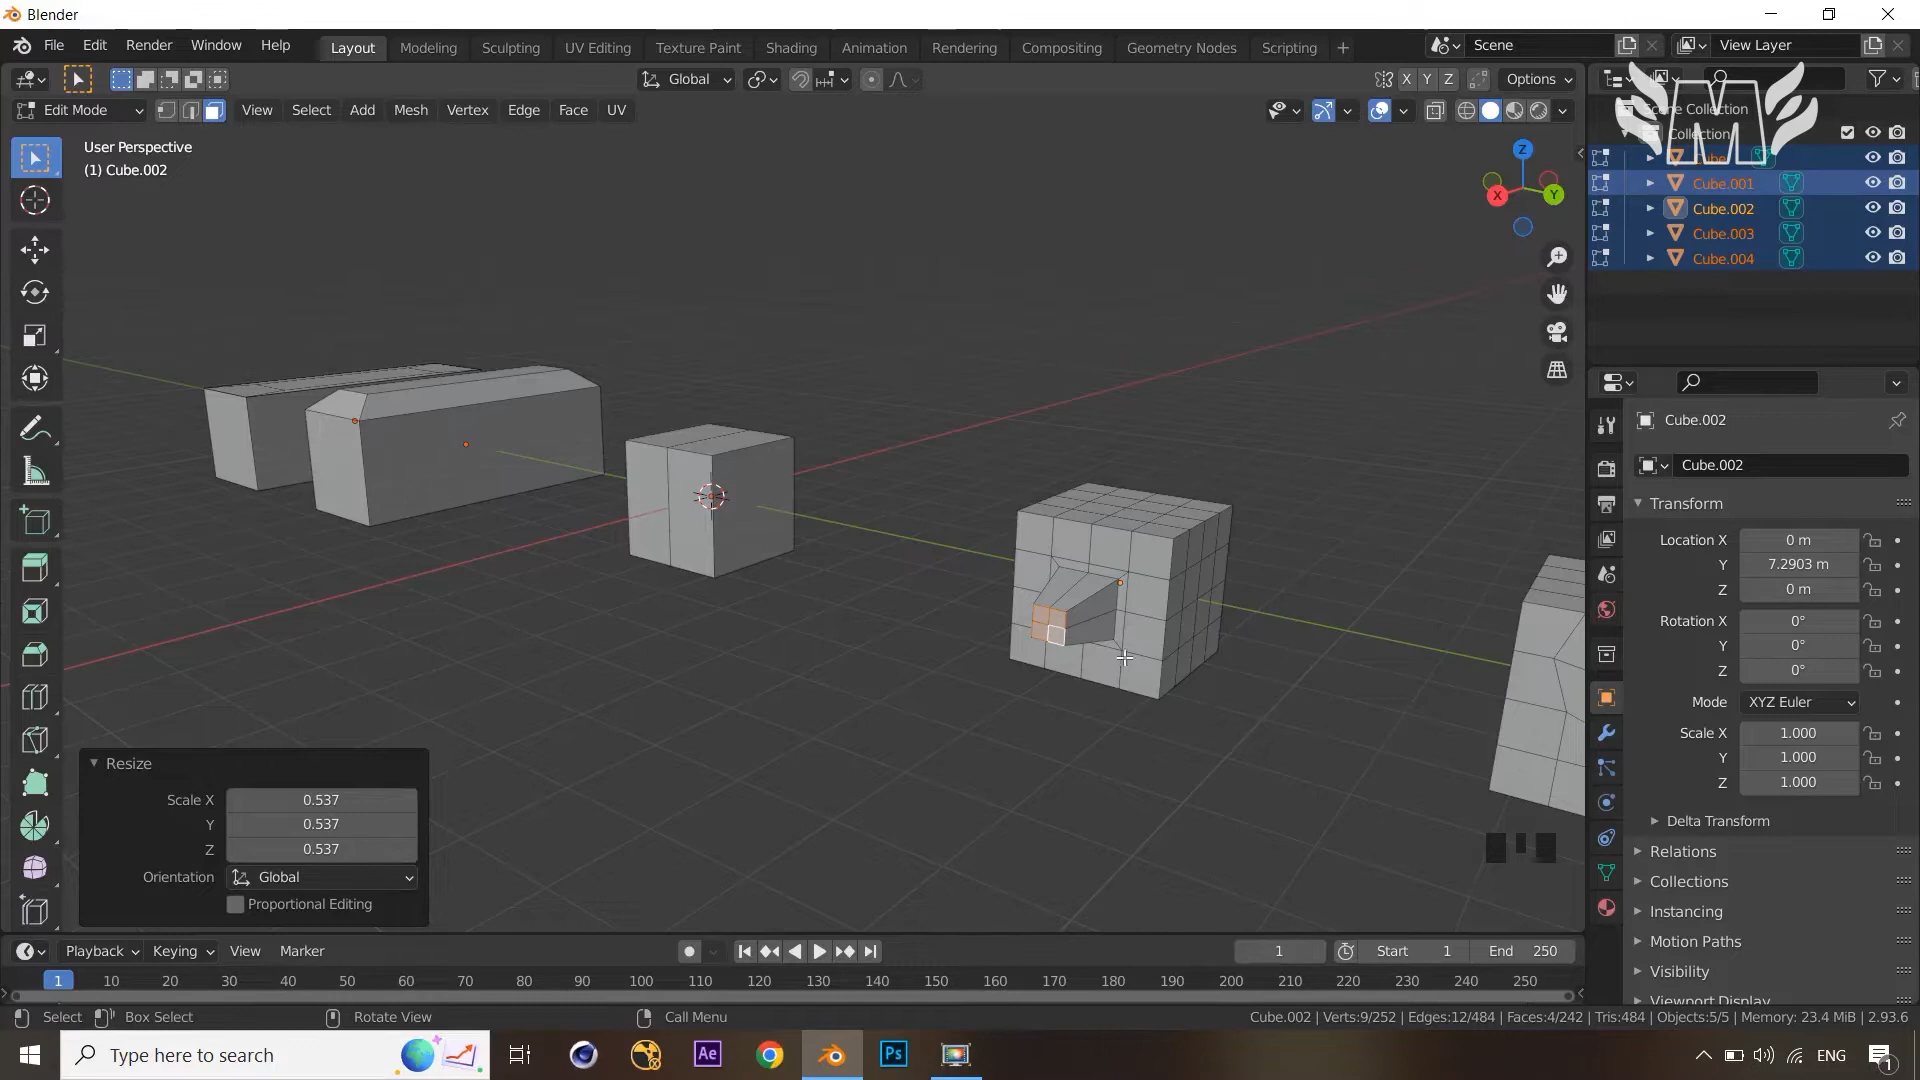 Blender
File Edit Render Window Help
Layout Modeling Sculpting UV Editing Texture Paint Shading Animation Rendering Compositing Geometry Nodes Scripting
Scene
View Layer
Global
X Y Z
Options
Edit Mode
View Select Add Mesh Vertex Edge Face UV
User Perspective
(1) Cube.002
Z
X
Y
Scene Collection
Collection
Cube
Cube.001
Cube.002
Cube.003
Cube.004
Cube.002
Cube.002
Transform
Location X 0 m
Y 7.2903 m
Z 0 m
Rotation X 0°
Y 0°
Z 0°
Mode XYZ Euler
Scale X 1.000
Y 1.000
Z 1.000
Delta Transform
Relations
Collections
Instancing
Motion Paths
Visibility
Viewport Display
Resize
Scale X 0.537
Y 0.537
Z 0.537
Orientation Global
Proportional Editing
Playback Keying View Marker
1
Start 1
End 250
1 10 20 30 40 50 60 70 80 90 100 110 120 130 140 150 160 170 180 190 200 210 220 230 240 250
Select
Box Select
Rotate View
Call Menu
Cube.002 | Verts:9/252 | Edges:12/484 | Faces:4/242 | Tris:484 | Objects:5/5 | Memory: 23.4 MiB | 2.93.6
Type here to search
Ae
Ps
ENG
1